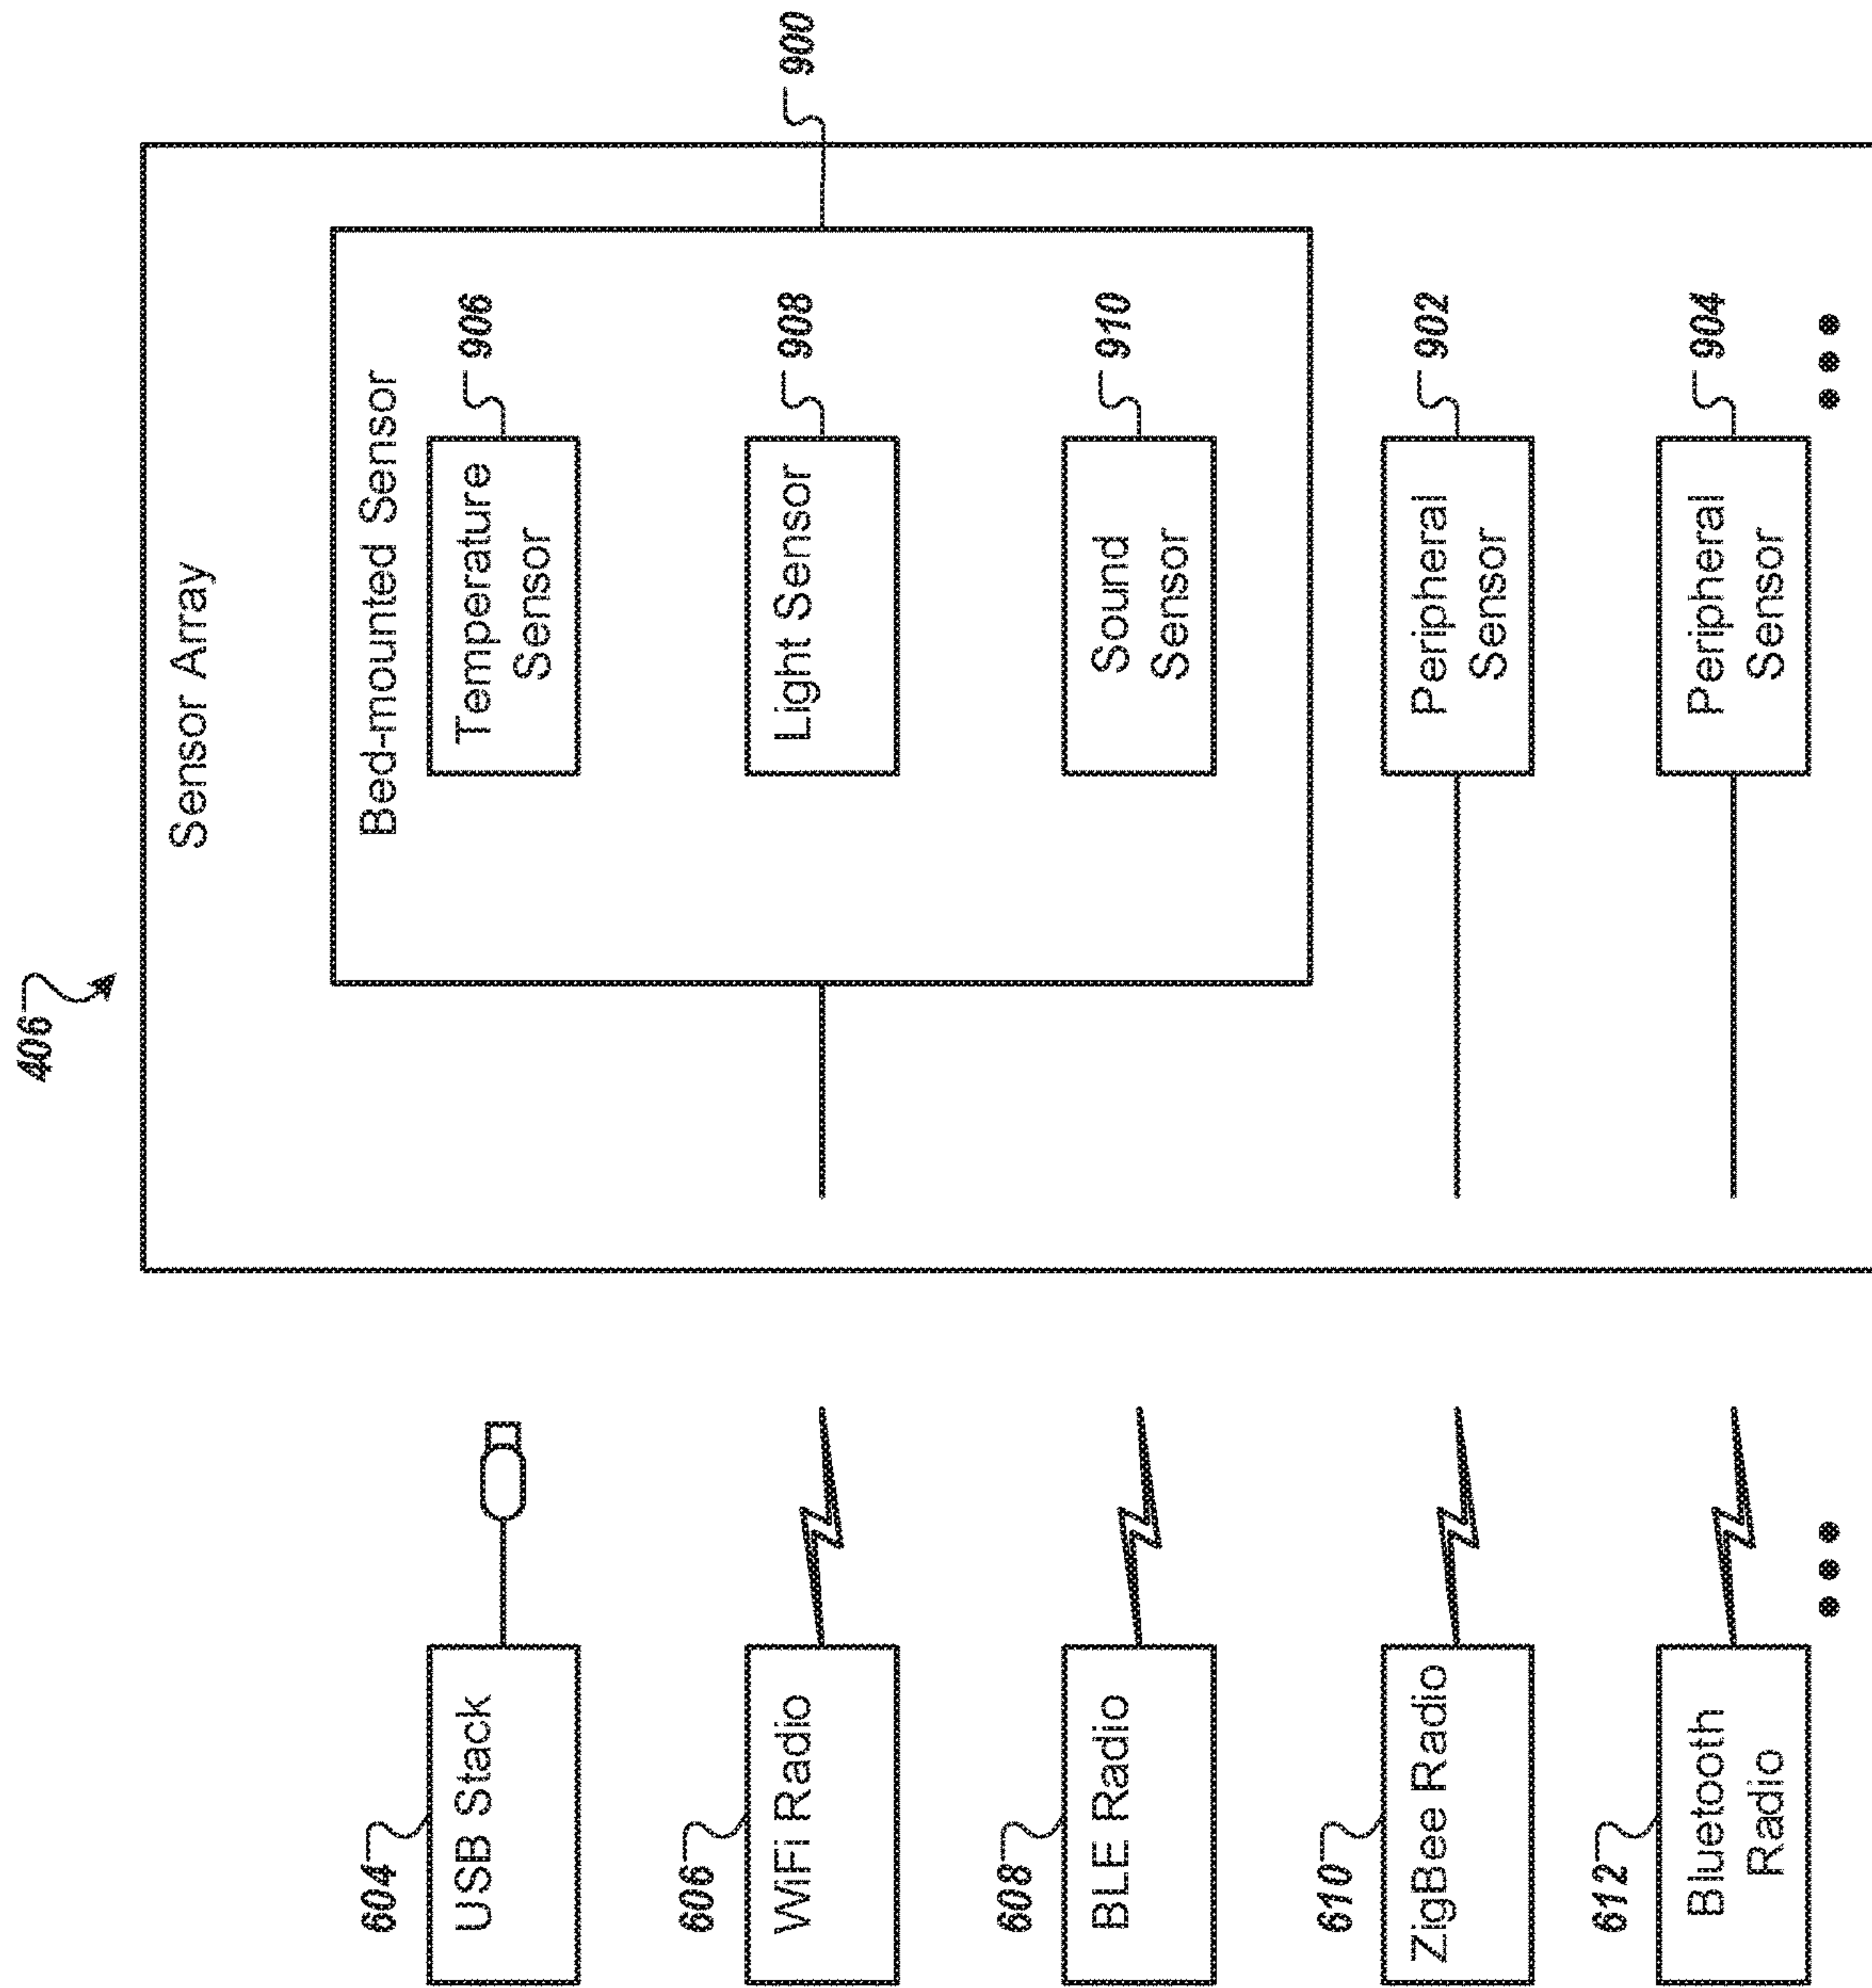 406
Sensor Array
604
USB Stack
606
WiFi Radio
608
BLE Radio
610
ZigBee Radio
612
Bluetooth
Radio
Bed-mounted Sensor
900
Temperature
Sensor
906
Light Sensor
908
Sound
Sensor
910
Peripheral
Sensor
902
Peripheral
Sensor
904